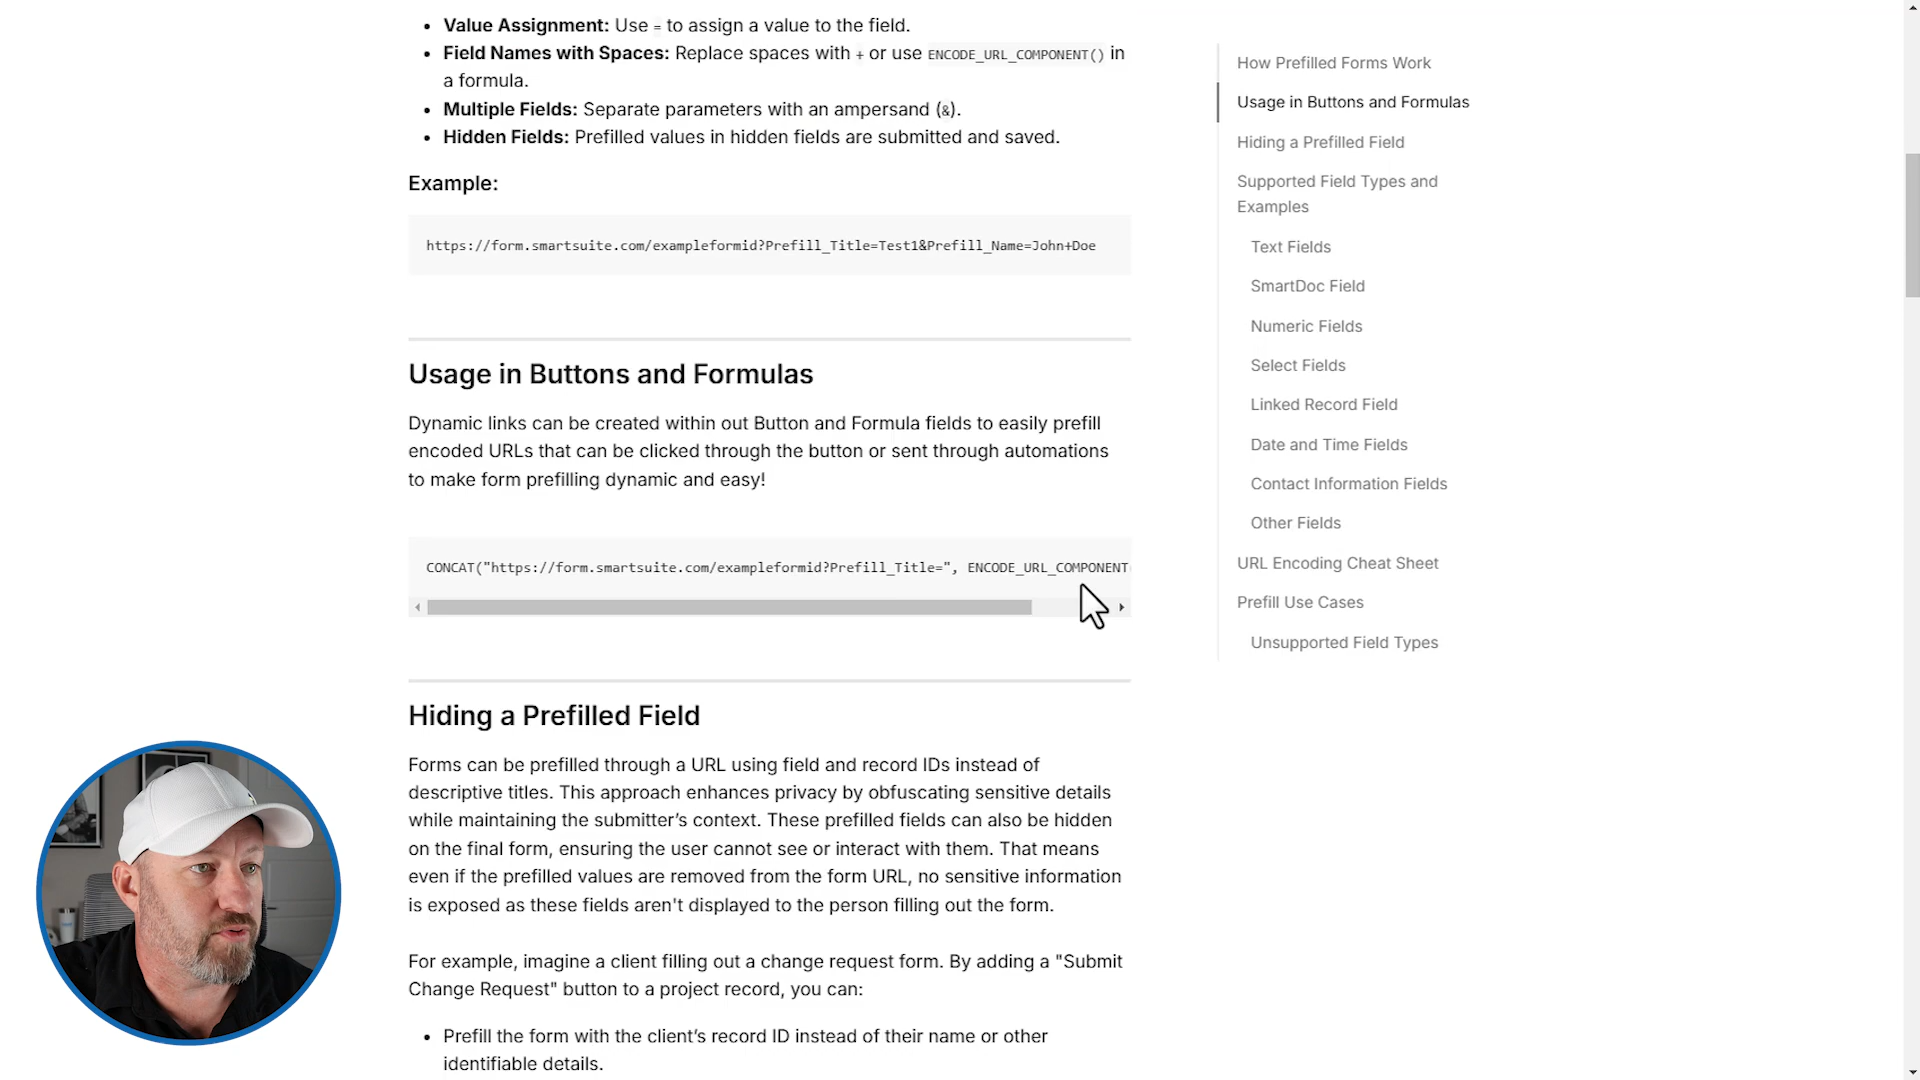 • Value Assignment: Use = to assign a value to the field.
• Field Names with Spaces: Replace spaces with + or use ENCODE_URL_COMPONENT() in
a formula.
• Multiple Fields: Separate parameters with an ampersand (&).
• Hidden Fields: Prefilled values in hidden fields are submitted and saved.
Example:
https://form.smartsuite.com/exampleformid?Prefill_Title=Test1&Prefill_Name=John+Doe
Usage in Buttons and Formulas
Dynamic links can be created within out Button and Formula fields to easily prefill
encoded URLs that can be clicked through the button or sent through automations
to make form prefilling dynamic and easy!
CONCAT("https://form.smartsuite.com/exampleformid?Prefill_Title=", ENCODE_URL_COMPONENT
Hiding a Prefilled Field
Forms can be prefilled through a URL using field and record IDs instead of
descriptive titles. This approach enhances privacy by obfuscating sensitive details
while maintaining the submitter’s context. These prefilled fields can also be hidden
on the final form, ensuring the user cannot see or interact with them. That means
even if the prefilled values are removed from the form URL, no sensitive information
is exposed as these fields aren't displayed to the person filling out the form.
For example, imagine a client filling out a change request form. By adding a "Submit
Change Request" button to a project record, you can:
• Prefill the form with the client’s record ID instead of their name or other
identifiable details.
How Prefilled Forms Work
Usage in Buttons and Formulas
Hiding a Prefilled Field
Supported Field Types and
Examples
Text Fields
SmartDoc Field
Numeric Fields
Select Fields
Linked Record Field
Date and Time Fields
Contact Information Fields
Other Fields
URL Encoding Cheat Sheet
Prefill Use Cases
Unsupported Field Types